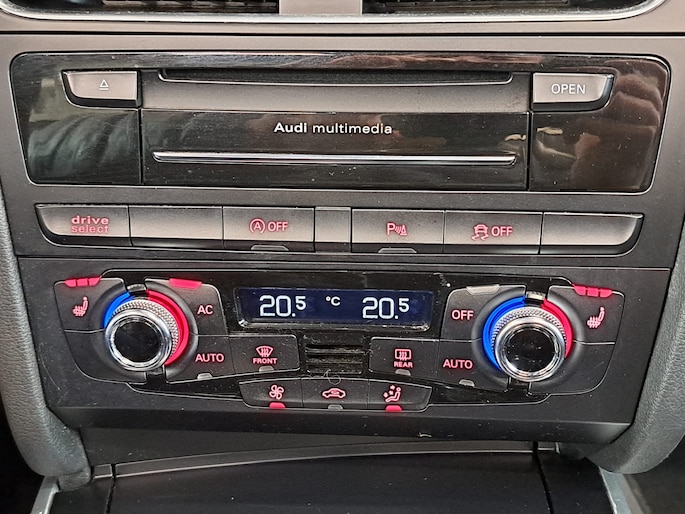 OPEN
Audi multimedia
drive
select
A OFF
P
OFF
20.5 °C 20.5
AC
OFF
AUTO
FRONT
REAR
AUTO